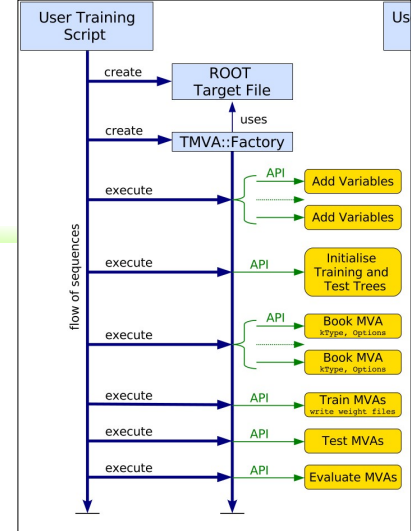 User Training
Script
Us
create
ROOT
Target File
uses
create
TMVA::Factory
API
Add Variables
execute
Add Variables
flow of sequences
execute
API
Initialise
Training and
Test Trees
API
Book MVA
kType, Options
execute
Book MVA
kType, Options
execute
API
Train MVAs
write weight files
execute
API
Test MVAs
execute
API
Evaluate MVAs